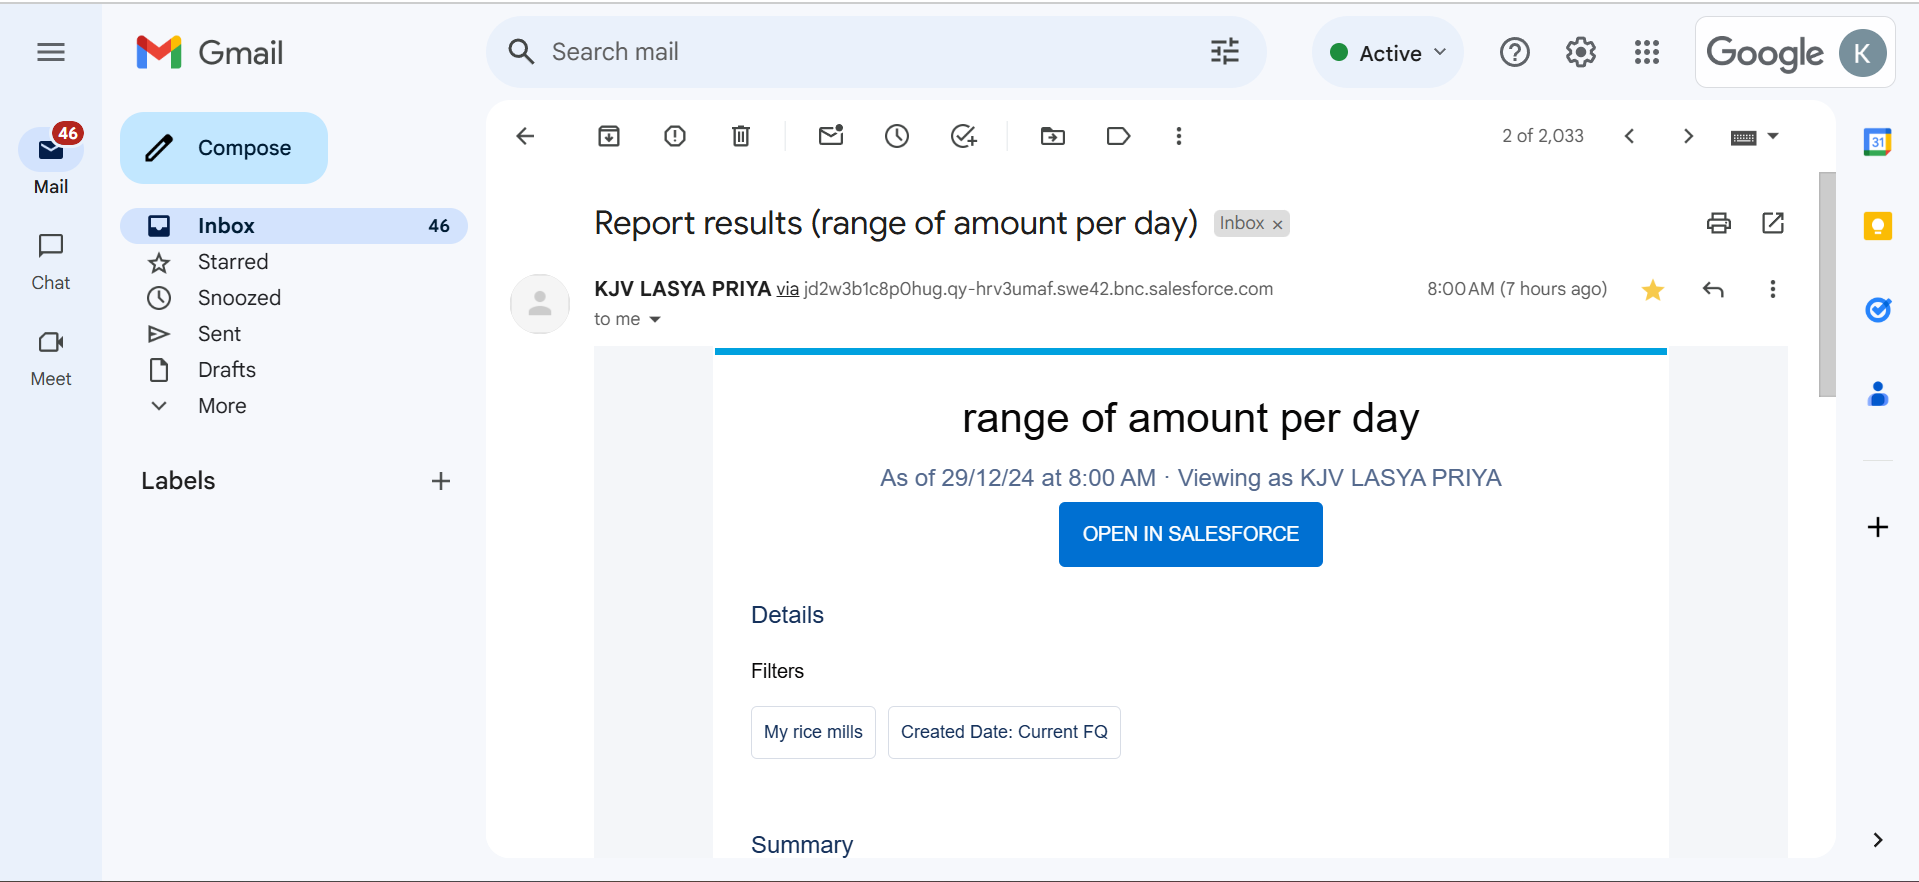 Gmail
Search mail
Active
Google
K
46
Mail
Chat
Meet
Compose
Inbox 46
Starred
Snoozed
Sent
Drafts
More
Labels
2 of 2,033
31
Report results (range of amount per day) Inbox ×
KJV LASYA PRIYA via jd2w3b1c8p0hug.qy-hrv3umaf.swe42.bnc.salesforce.com 8:00 AM (7 hours ago)
to me
range of amount per day
As of 29/12/24 at 8:00 AM · Viewing as KJV LASYA PRIYA
OPEN IN SALESFORCE
Details
Filters
My rice mills Created Date: Current FQ
Summary